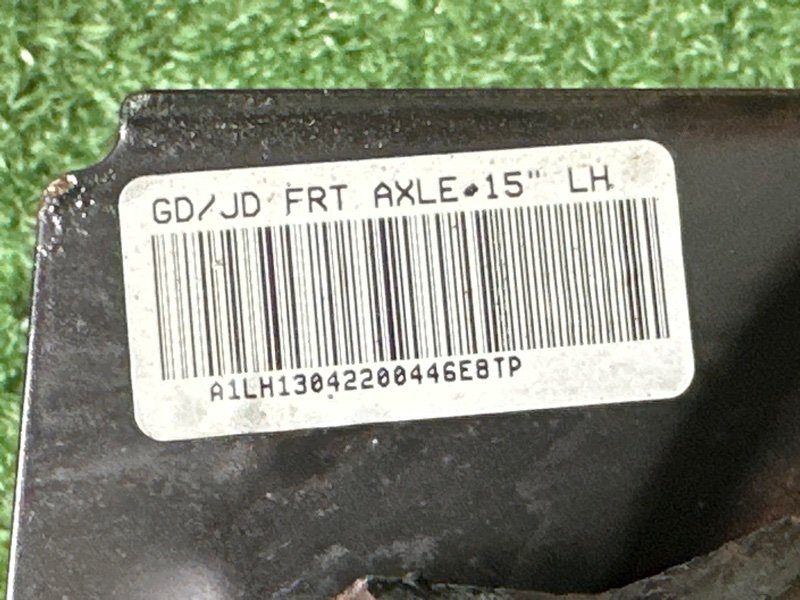 GD/JD FRT AXLE.15" LH
A1LH13042200446E8TP